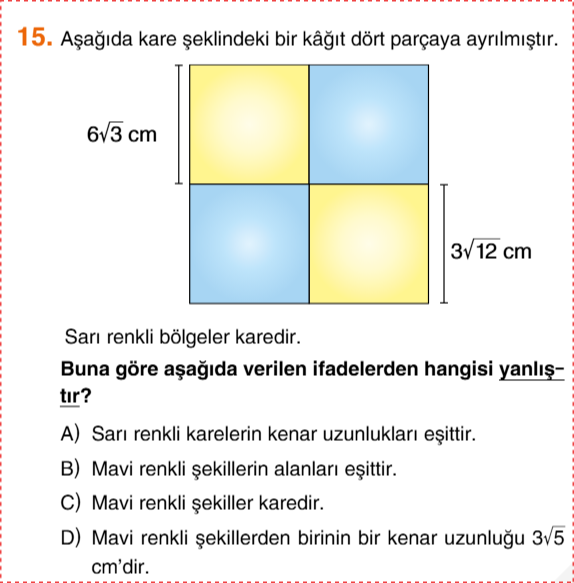 15. Aşağıda kare şeklindeki bir kâğıt dört parçaya ayrılmıştır.
6√3 cm
3√12 cm
Sarı renkli bölgeler karedir.
Buna göre aşağıda verilen ifadelerden hangisi yanlış-
tır?
A) Sarı renkli karelerin kenar uzunlukları eşittir.
B) Mavi renkli şekillerin alanları eşittir.
C) Mavi renkli şekiller karedir.
D) Mavi renkli şekillerden birinin bir kenar uzunluğu 3√5
cm'dir.